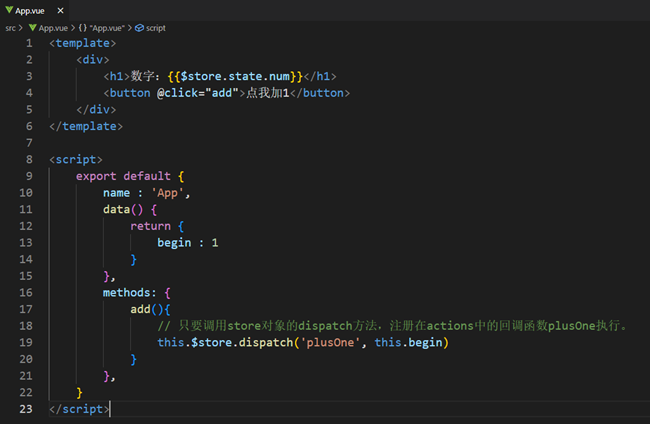 App.vue ×
src > App.vue > {} "App.vue" > script
1 <template>
2     <div>
3         <h1>数字：{{$store.state.num}}</h1>
4         <button @click="add">点我加1</button>
5     </div>
6 </template>
7
8 <script>
9     export default {
10         name : 'App',
11         data() {
12             return {
13                 begin : 1
14             }
15         },
16         methods: {
17             add(){
18                 // 只要调用store对象的dispatch方法，注册在actions中的回调函数plusOne执行。
19                 this.$store.dispatch('plusOne', this.begin)
20             }
21         },
22     }
23 </script>